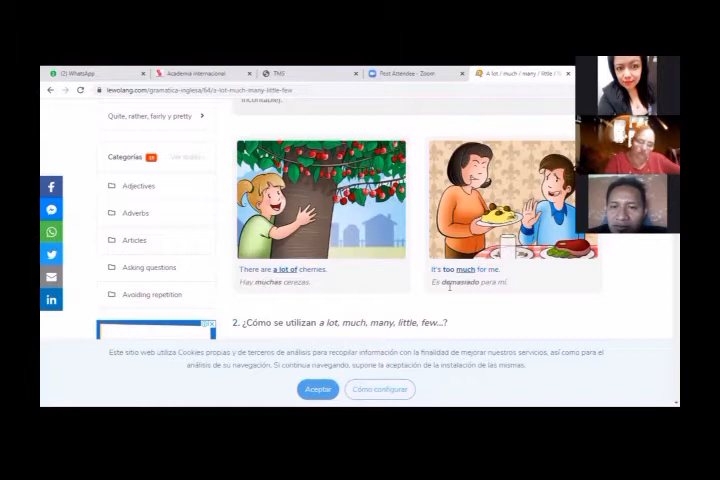 (2) WhatsApp
Academia internacional
TMS
Post Attendee - Zoom
A lot / much / many / little / f
lewolang.com/gramatica-inglesa/64/a-lot-much-many-little-few
incontable).
Quite, rather, fairly y pretty
Categorías
Adjectives
Adverbs
Articles
Asking questions
Avoiding repetition
There are a lot of cherries.
Hay muchas cerezas.
It's too much for me.
Es demasiado para mí.
2. ¿Cómo se utilizan a lot, much, many, little, few...?
Este sitio web utiliza Cookies propias y de terceros de análisis para recopilar información con la finalidad de mejorar nuestros servicios, así como para el
análisis de su navegación. Si continua navegando, supone la aceptación de la instalación de las mismas.
Aceptar
Cómo configurar